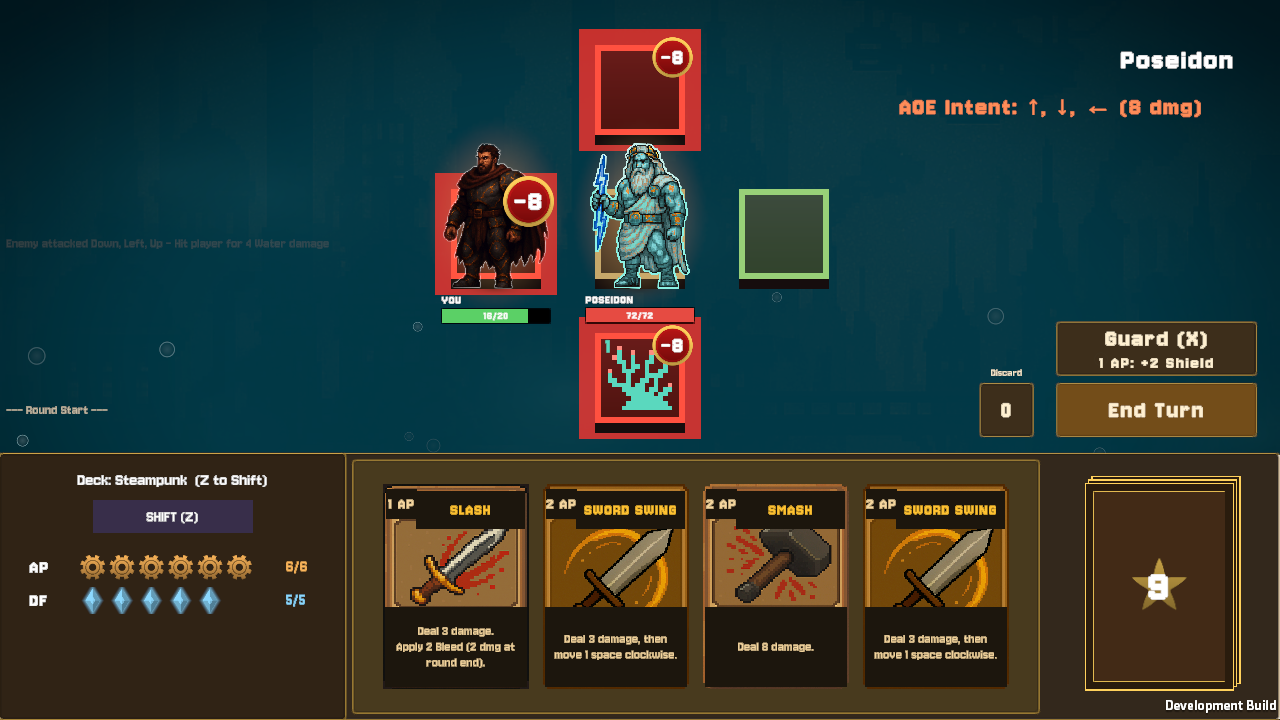 Poseidon
AOE Intent: ↑, ↓, ← (8 dmg)
-8
-8
Enemy attacked Down, Left, Up - Hit player for 4 Water damage
YOU
16/20
POSEIDON
72/72
1
-8
--- Round Start ---
Discard
0
Guard (X)
1 AP: +2 Shield
End Turn
Deck: Steampunk (Z to Shift)
SHIFT (Z)
AP
6/6
DF
5/5
1 AP
SLASH
Deal 3 damage.
Apply 2 Bleed (2 dmg at
round end).
2 AP
SWORD SWING
Deal 3 damage, then
move 1 space clockwise.
2 AP
SMASH
Deal 8 damage.
2 AP
SWORD SWING
Deal 3 damage, then
move 1 space clockwise.
9
Development Build